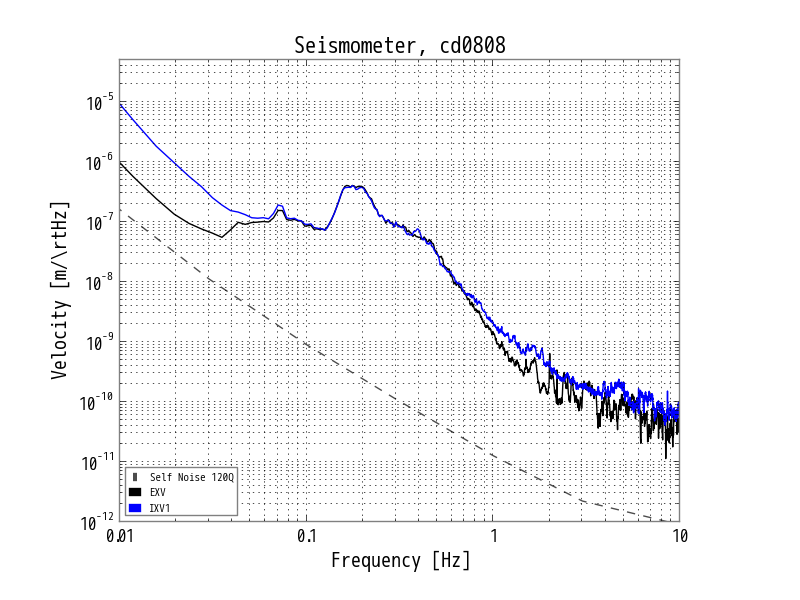 Seismometer, cd0808
Velocity [m/\rtHz]
10^-5
10^-6
10^-7
10^-8
10^-9
10^-10
10^-11
10^-12
Self Noise 120Q
EXV
IXV1
0.01 0.1 1 10
Frequency [Hz]